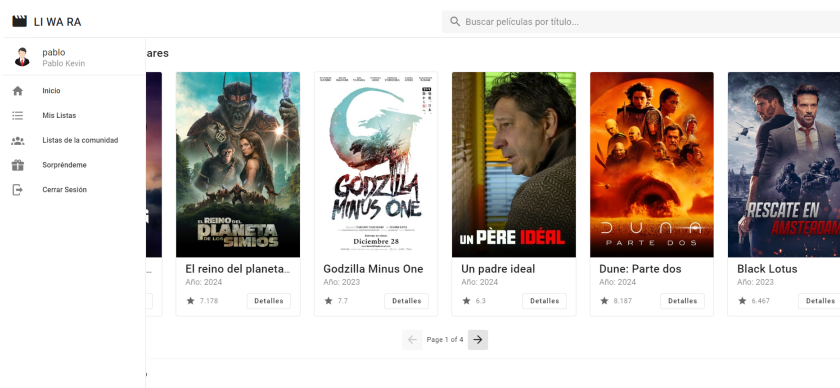 LI WA RA
Buscar películas por título...
pablo
Pablo Kevin
Inicio
Mis Listas
Listas de la comunidad
Sorpréndeme
Cerrar Sesión
ares
EL REINO DEL
PLANETA
DE LOS SIMIOS
GODZILLA
MINUS ONE
Diciembre 28
UN PÈRE IDÉAL
DUNA
PARTE DOS
RESCATE EN
AMSTERDAM
El reino del planeta...
Año: 2024
7.178
Detalles
Godzilla Minus One
Año: 2023
7.7
Detalles
Un padre ideal
Año: 2024
6.3
Detalles
Dune: Parte dos
Año: 2024
8.187
Detalles
Black Lotus
Año: 2023
6.467
Detalles
Page 1 of 4